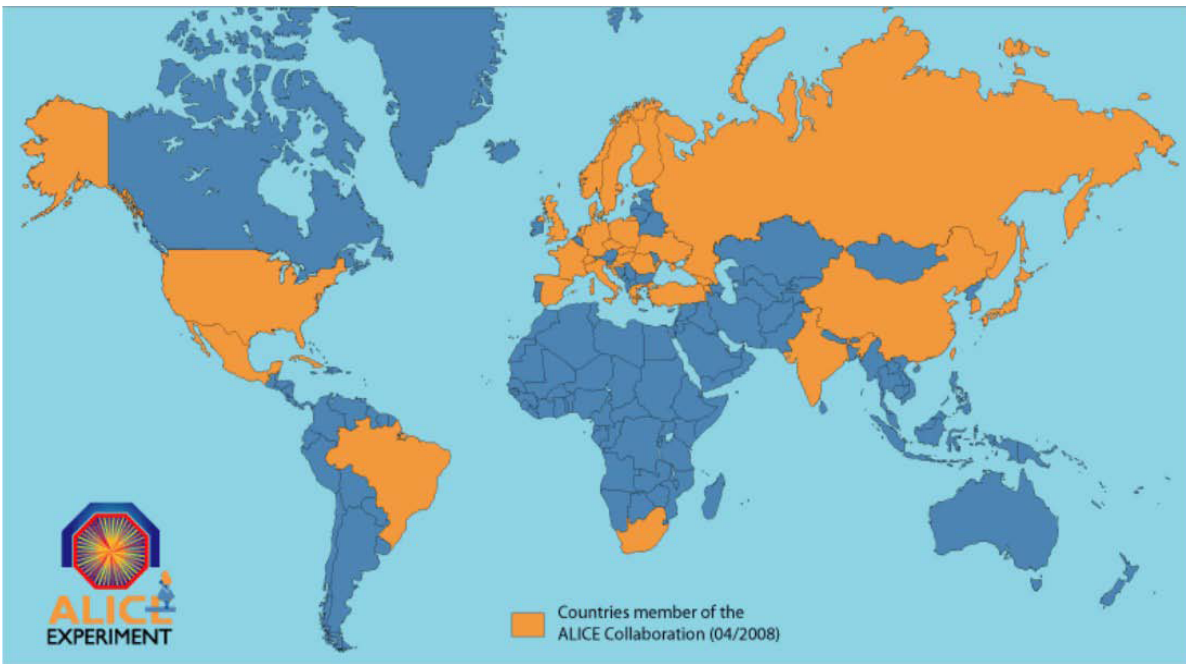 ALICE
EXPERIMENT
Countries member of the
ALICE Collaboration (04/2008)